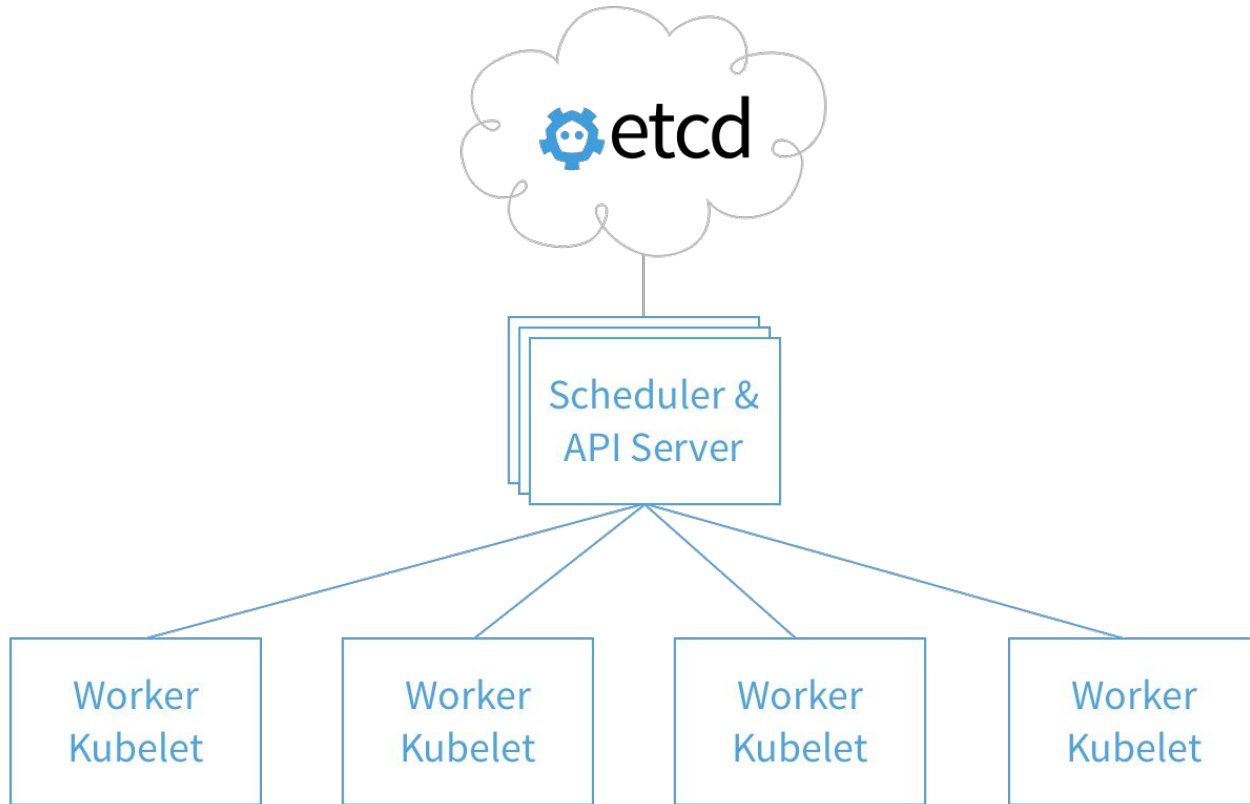 etcd
Scheduler &
API Server
Worker
Kubelet
Worker
Kubelet
Worker
Kubelet
Worker
Kubelet